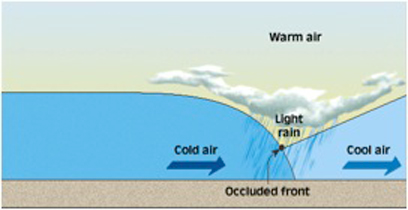 Warm air
Light
rain
Cold air
Cool air
Occluded front